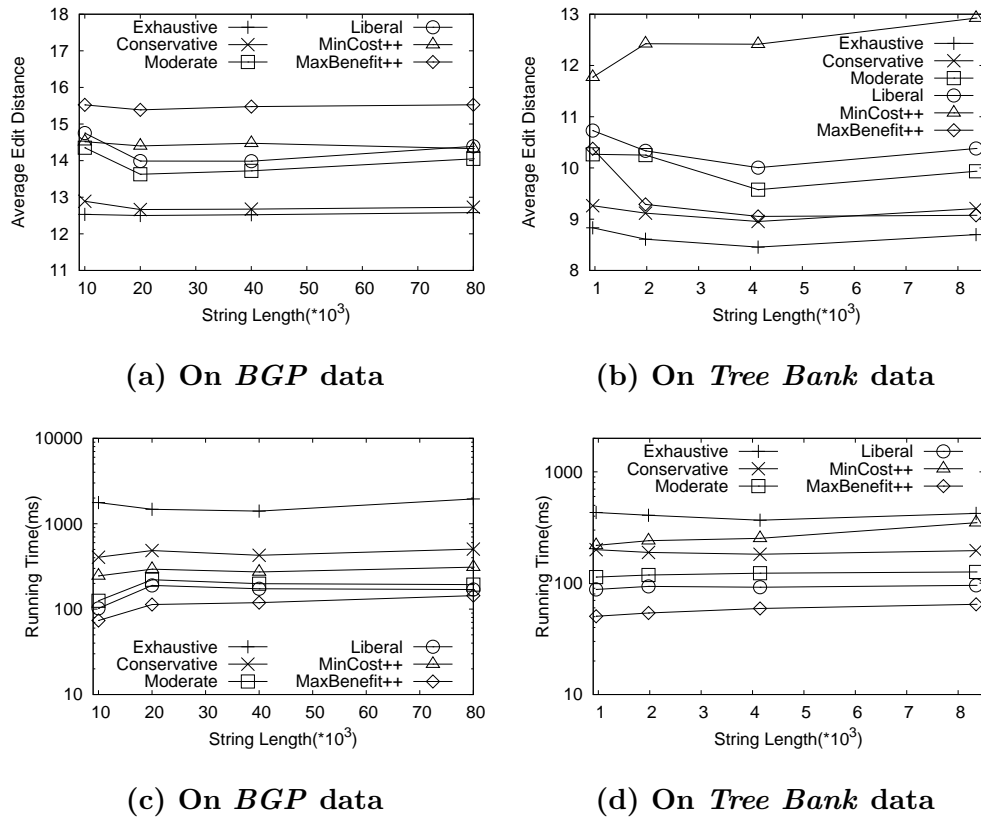 18
17
16
15
14
13
12
11
Average Edit Distance
Exhaustive
Conservative
Moderate
Liberal
MinCost++
MaxBenefit++
10 20 30 40 50 60 70 80
String Length(*10^3)
(a) On BGP data
13
12
11
10
9
8
Average Edit Distance
Exhaustive
Conservative
Moderate
Liberal
MinCost++
MaxBenefit++
1 2 3 4 5 6 7 8
String Length(*10^3)
(b) On Tree Bank data
10000
1000
100
10
Running Time(ms)
Exhaustive
Conservative
Moderate
Liberal
MinCost++
MaxBenefit++
10 20 30 40 50 60 70 80
String Length(*10^3)
(c) On BGP data
1000
100
10
Running Time(ms)
Exhaustive
Conservative
Moderate
Liberal
MinCost++
MaxBenefit++
1 2 3 4 5 6 7 8
String Length(*10^3)
(d) On Tree Bank data